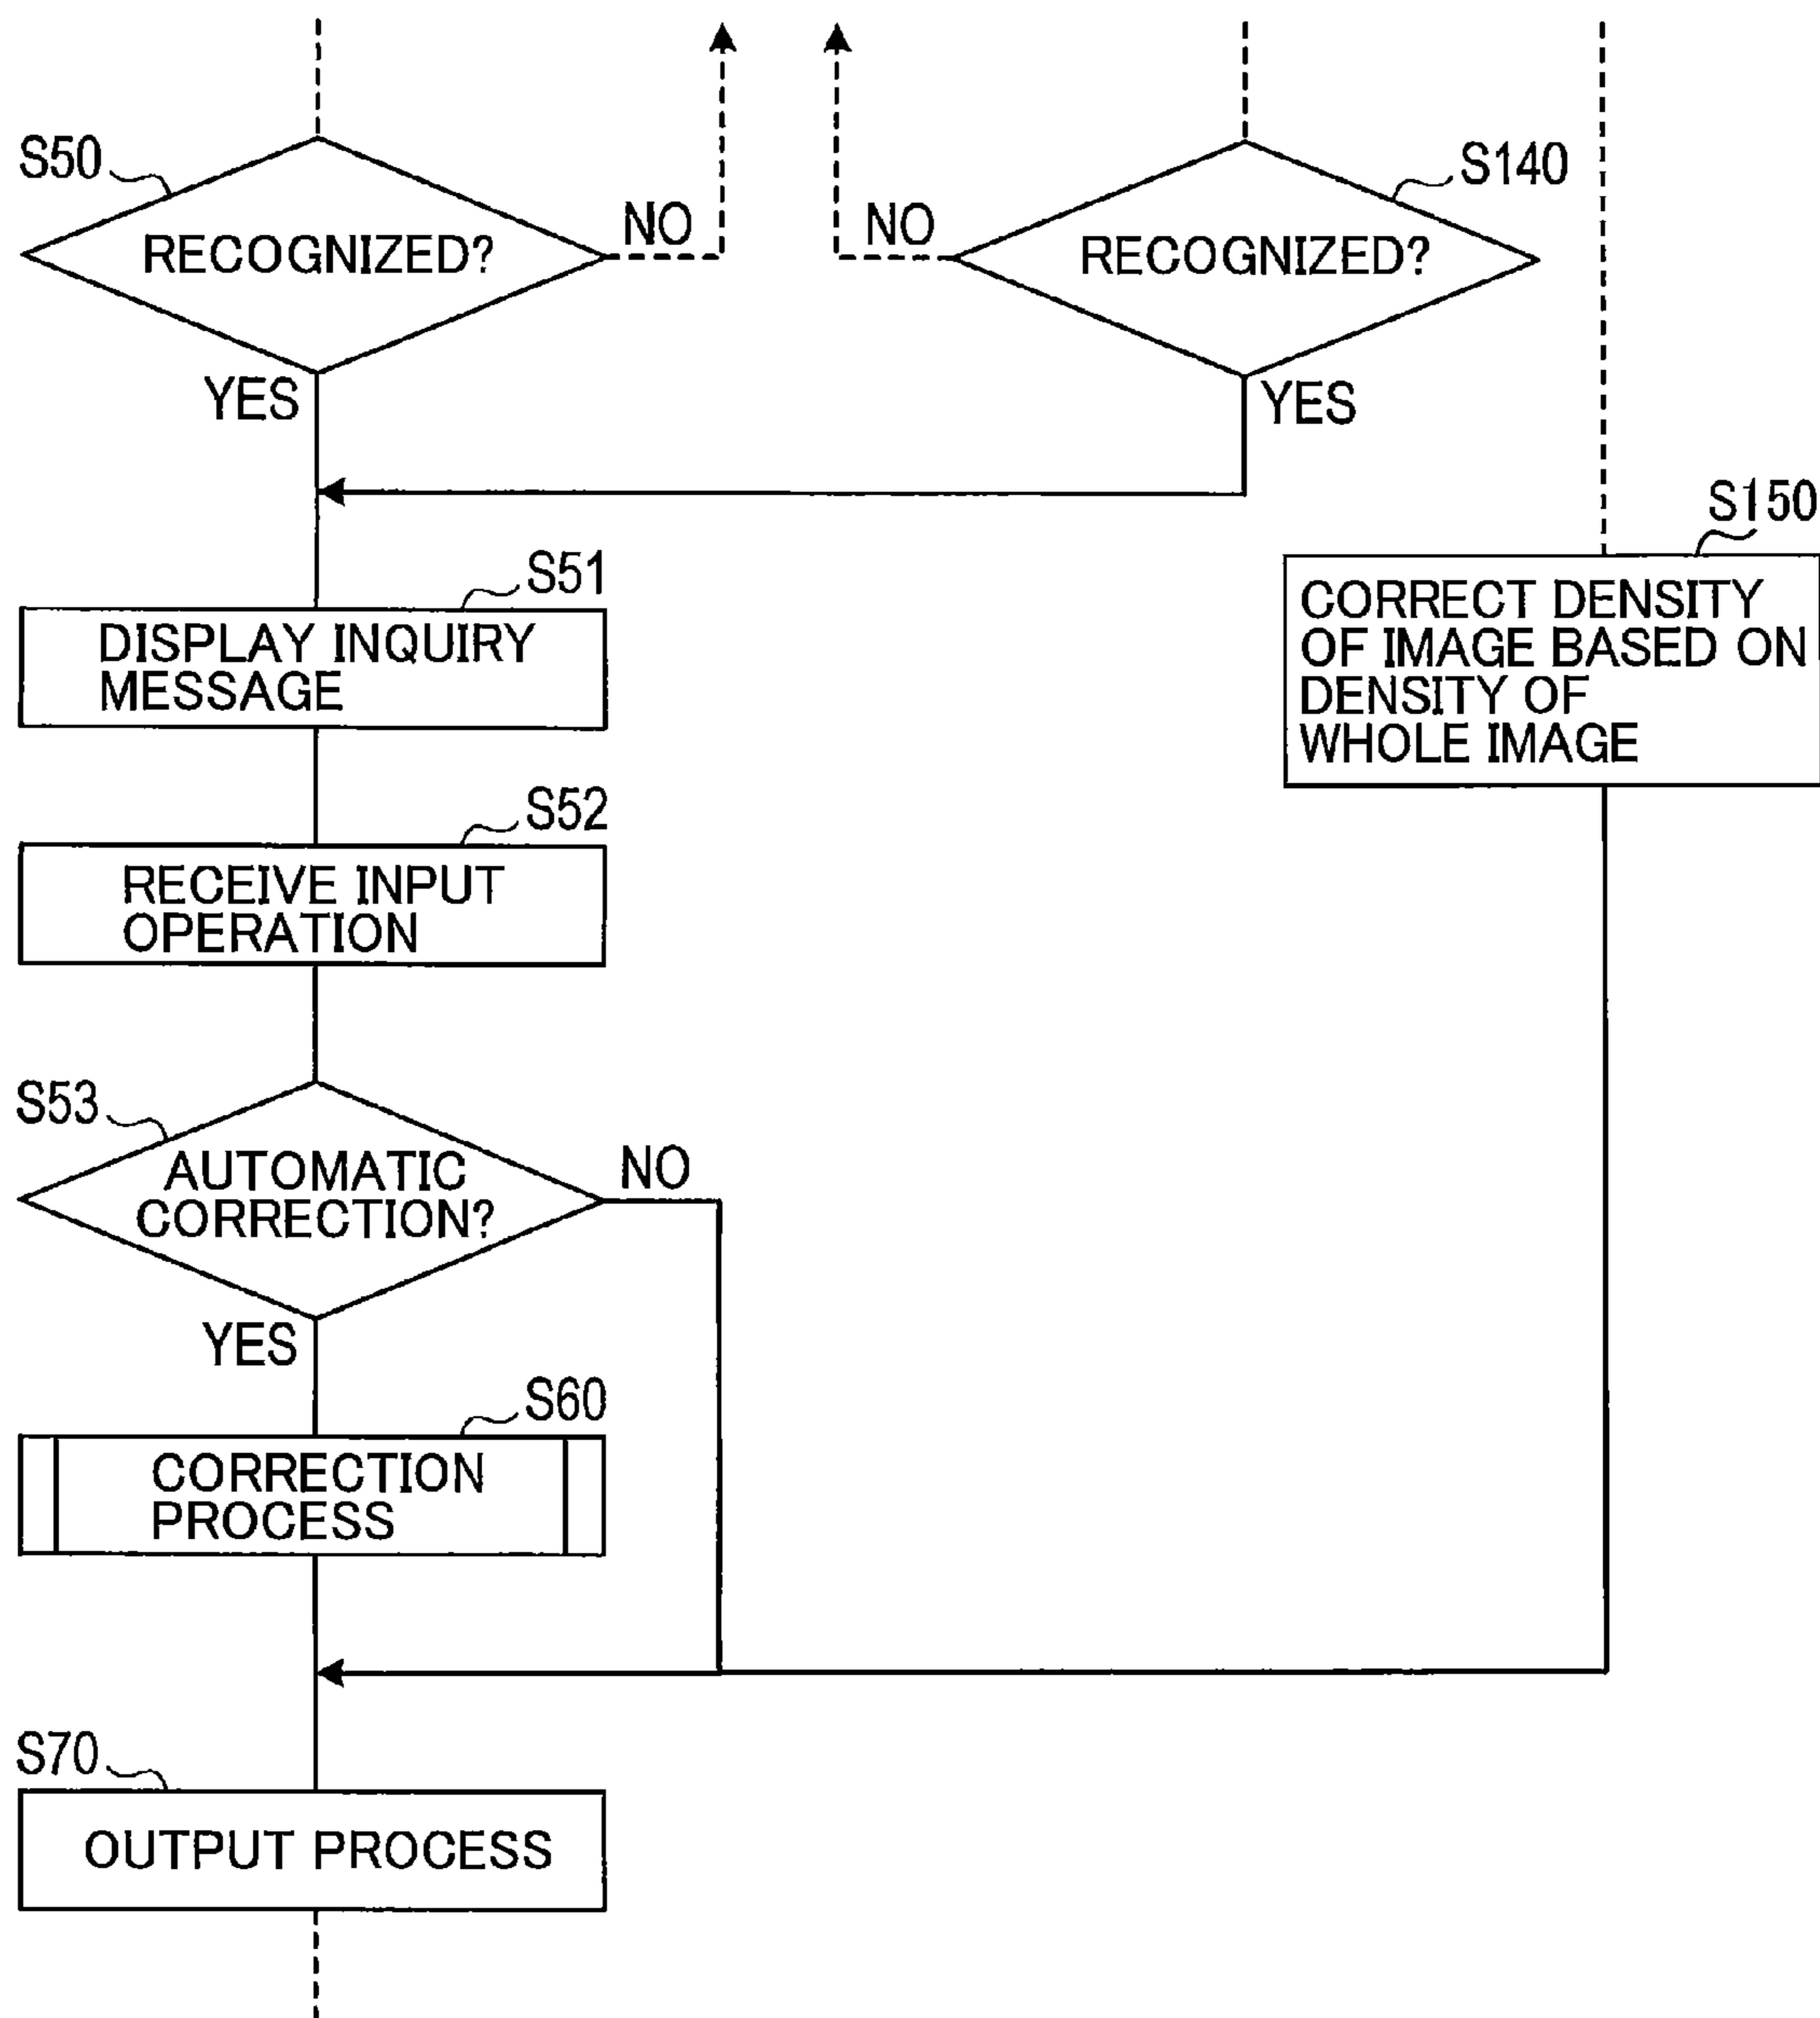 S50
RECOGNIZED?
NO
YES
NO
S140
RECOGNIZED?
YES
S150
CORRECT DENSITY
OF IMAGE BASED ON
DENSITY OF
WHOLE IMAGE
S51
DISPLAY INQUIRY
MESSAGE
S52
RECEIVE INPUT
OPERATION
S53
AUTOMATIC
CORRECTION?
NO
YES
S60
CORRECTION
PROCESS
S70
OUTPUT PROCESS